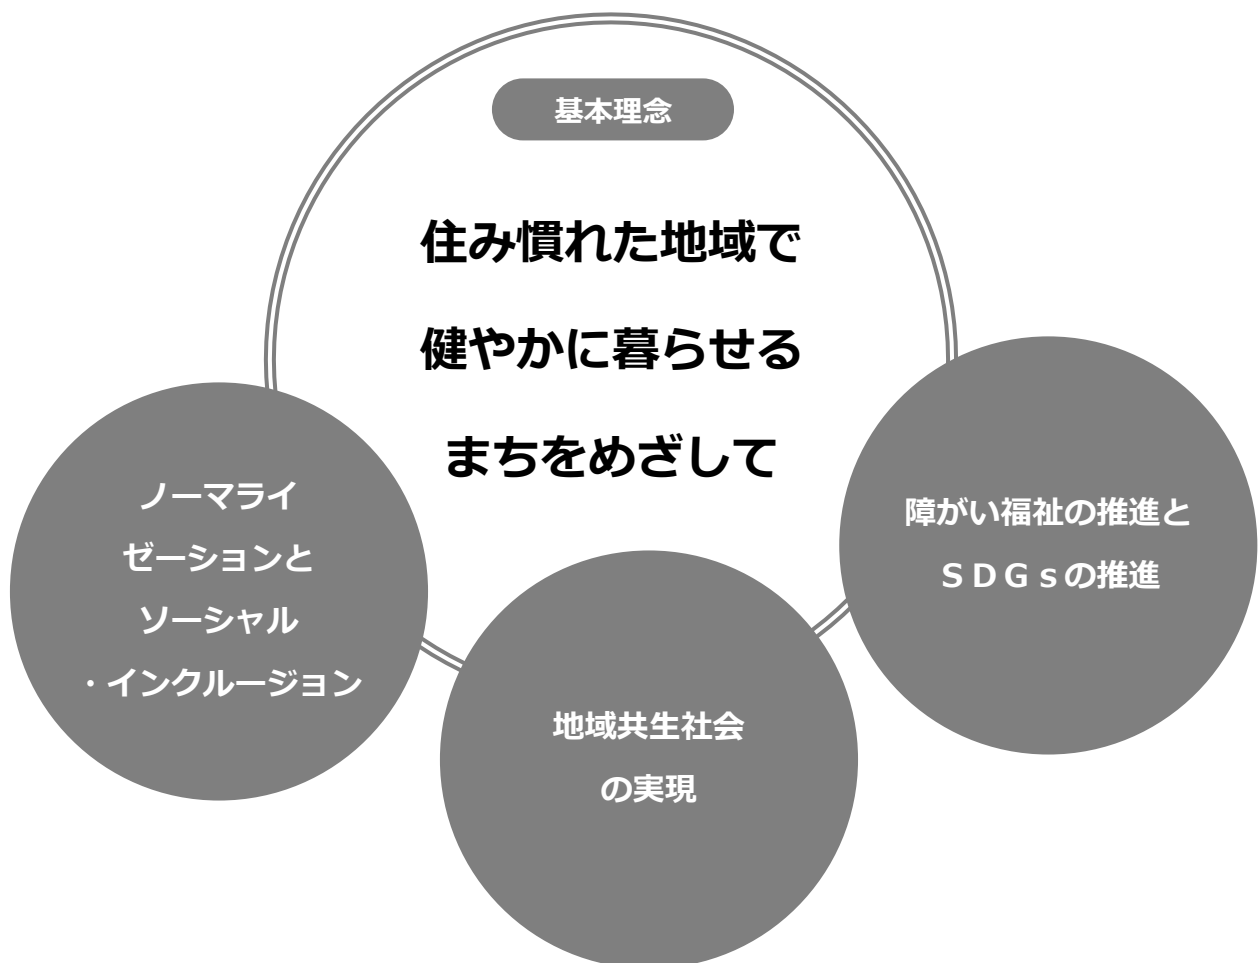 基本理念
住み慣れた地域で
健やかに暮らせる
まちをめざして
ノーマライ
ゼーションと
ソーシャル
・インクルージョン
地域共生社会
の実現
障がい福祉の推進と
ＳＤＧｓの推進